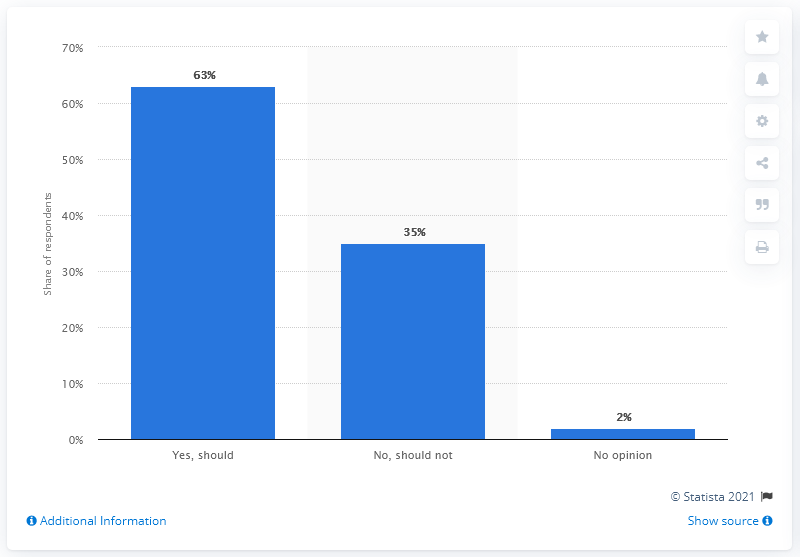 70%
63%
60%
50%
40%
35%
30%
20%
10%
2%
0%
Share of respondents
Yes, should
No, should not
No opinion
© Statista 2021
Additional Information
Show source